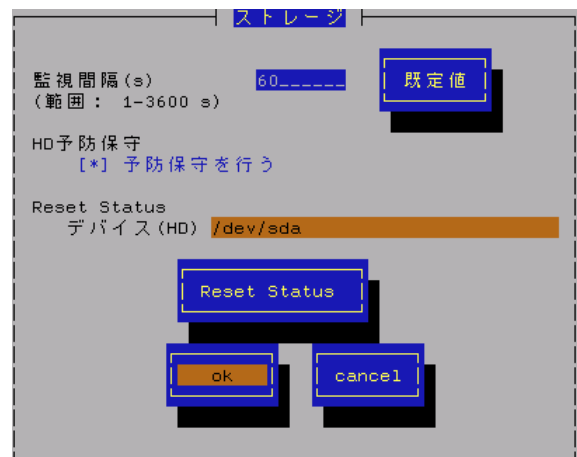 ストレージ
監視間隔(s) 60______ 既定値
(範囲: 1-3600 s)
HD予防保守
[*] 予防保守を行う
Reset Status
デバイス(HD) /dev/sda
Reset Status
ok cancel